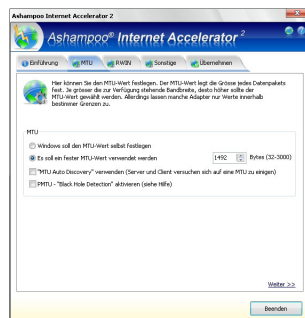 Ashampoo Internet Accelerator 2
Ashampoo® Internet Accelerator 2
Einführung
MTU
RWIN
Sonstige
Übernehmen
Hier können Sie den MTU-Wert festlegen. Der MTU-Wert legt die Grösse jedes Datenpakets
fest. Je grösser die zur Verfügung stehende Bandbreite, desto höher sollte der
MTU-Wert gewählt werden. Allerdings lassen manche Adapter nur Werte innerhalb
bestimmer Grenzen zu.
MTU
Windows soll den MTU-Wert selbst festlegen
Es soll ein fester MTU-Wert verwendet werden
1492
Bytes (32-3000)
"MTU Auto Discovery" verwenden (Server und Client versuchen sich auf eine MTU zu einigen)
PMTU - "Black Hole Detection" aktivieren (siehe Hilfe)
Weiter >>
Beenden